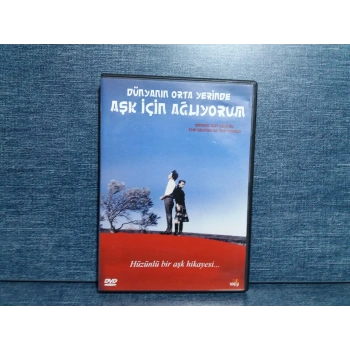 DÜNYANIN ORTA YERİNDE
AŞK İÇİN AĞLIYORUM
Hüzünlü bir aşk hikayesi...
DVD